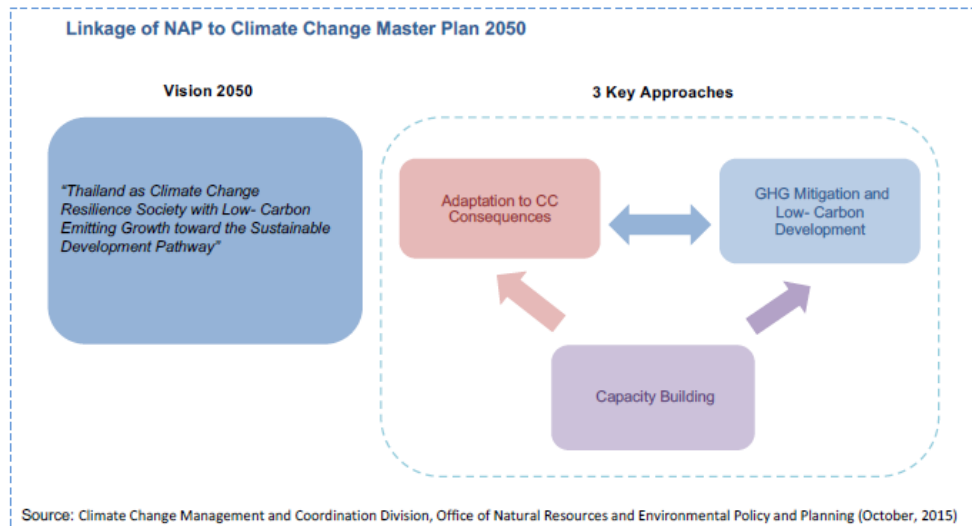 Linkage of NAP to Climate Change Master Plan 2050
Vision 2050
“Thailand as Climate Change
Resilience Society with Low- Carbon
Emitting Growth toward the Sustainable
Development Pathway”
3 Key Approaches
Adaptation to CC
Consequences
GHG Mitigation and
Low- Carbon
Development
Capacity Building
Source: Climate Change Management and Coordination Division, Office of Natural Resources and Environmental Policy and Planning (October, 2015)